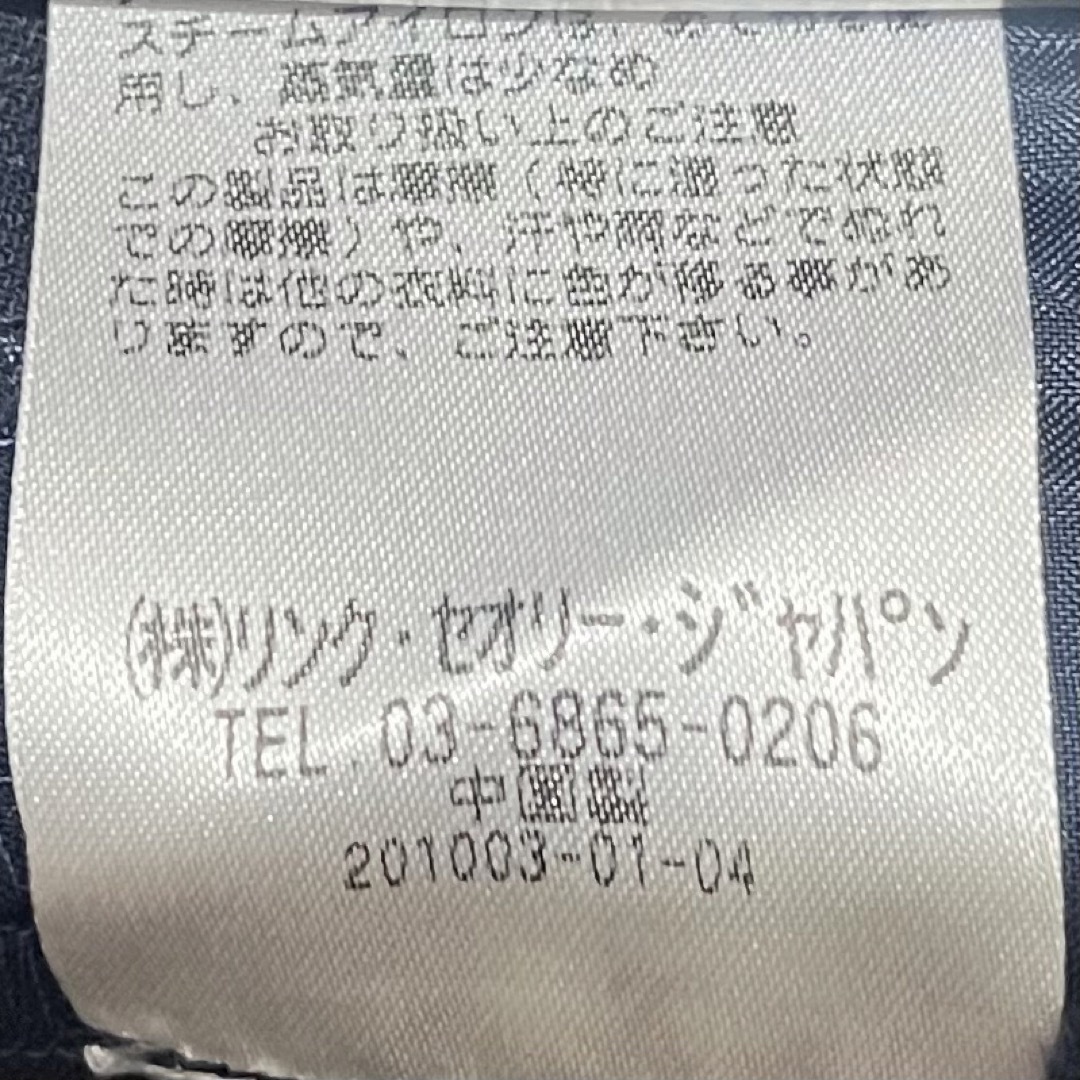 スチームアイロンは、
用し、蒸気量は少なめ
お取り扱い上のご注意
この製品は摩擦(特に湿った状態
での摩擦)や、汗や雨などでぬれ
た時は他の衣料に色が移る事があ
りますので、ご注意下さい。
(株)リンク・セオリー・ジャパン
TEL. 03-6865-0206
中国製
201003-01-04